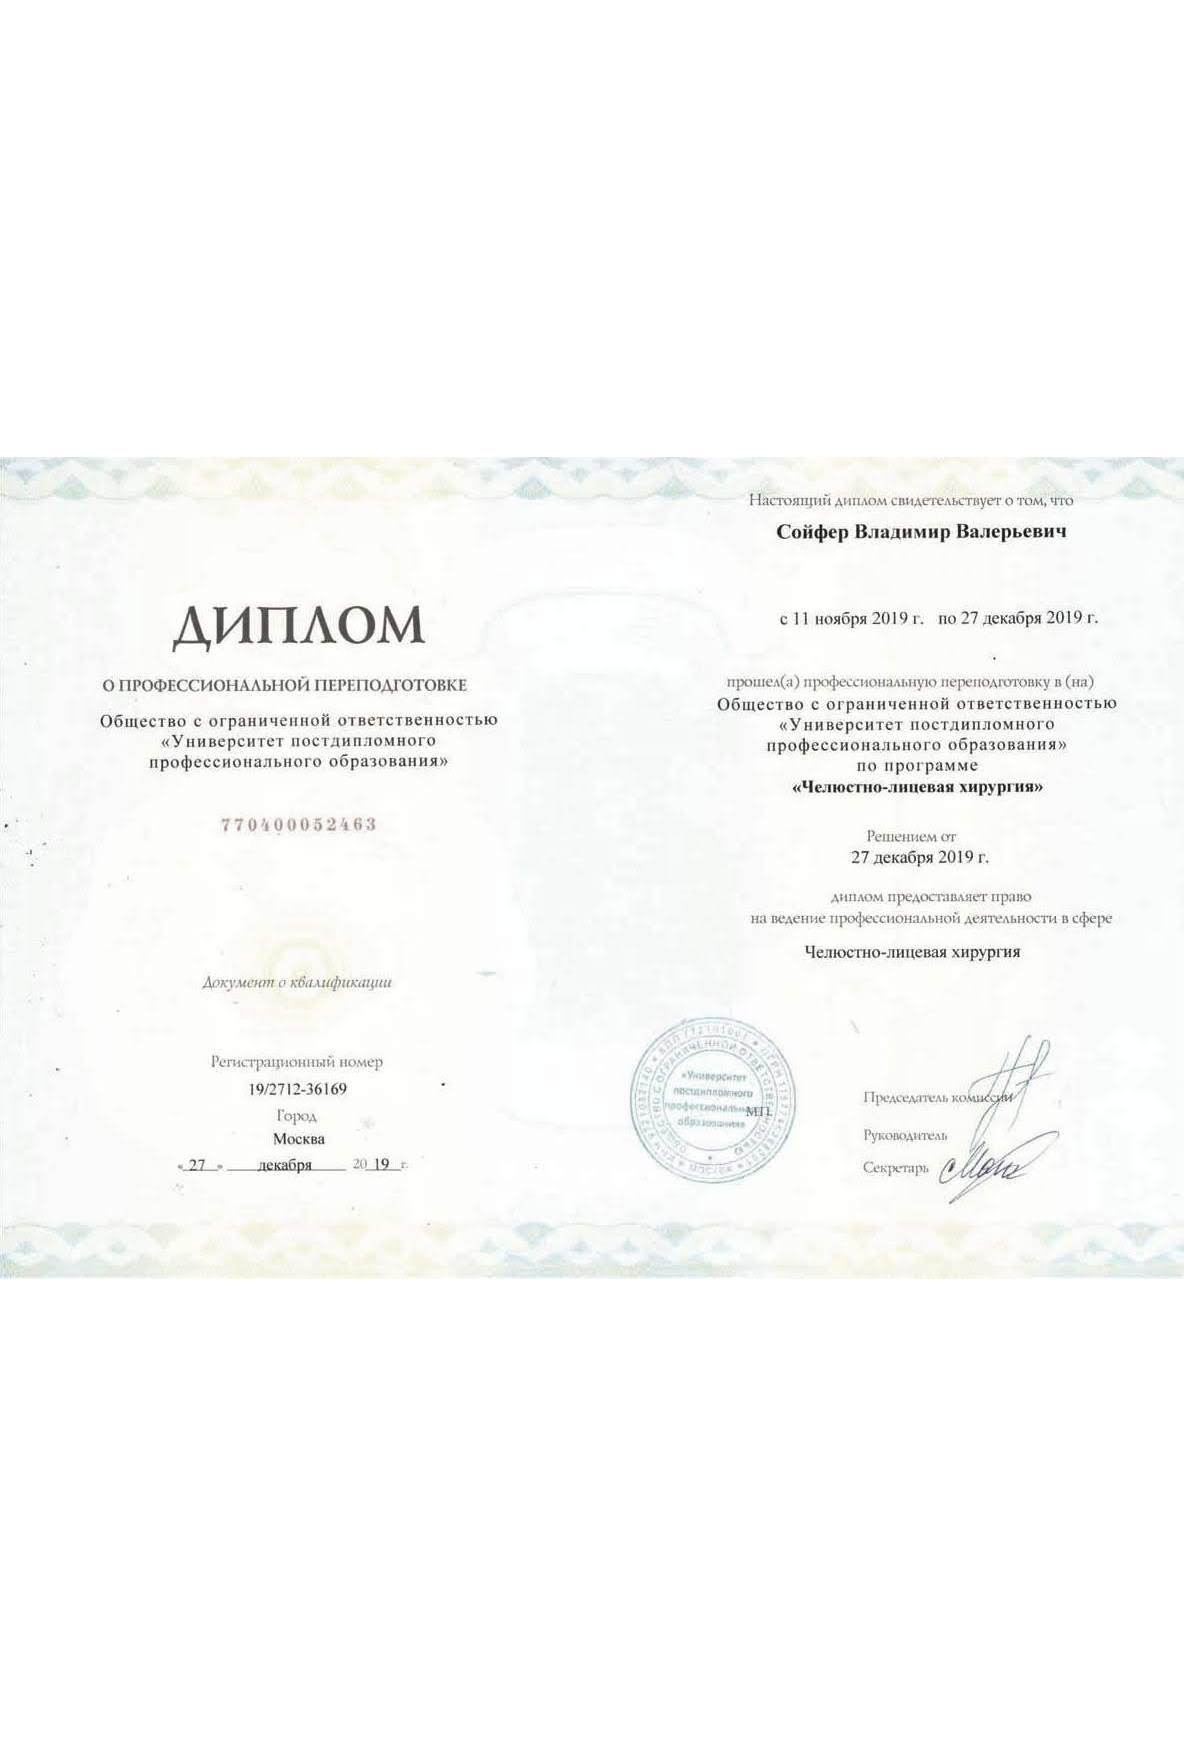 ДИПЛОМ
О ПРОФЕССИОНАЛЬНОЙ ПЕРЕПОДГОТОВКЕ
Общество с ограниченной ответственностью
«Университет постдипломного
профессионального образования»
770400052463
Документ о квалификации
Регистрационный номер
19/2712-36169
Город
Москва
« 27 » декабря 20 19 г.
Настоящий диплом свидетельствует о том, что
Сойфер Владимир Валерьевич
с 11 ноября 2019 г. по 27 декабря 2019 г.
прошел(а) профессиональную переподготовку в (на)
Общество с ограниченной ответственностью
«Университет постдипломного
профессионального образования»
по программе
«Челюстно-лицевая хирургия»
Решением от
27 декабря 2019 г.
диплом предоставляет право
на ведение профессиональной деятельности в сфере
Челюстно-лицевая хирургия
«Университет
постдипломного
профессионального
образования»
М.П.
Председатель комиссии
Руководитель
Секретарь